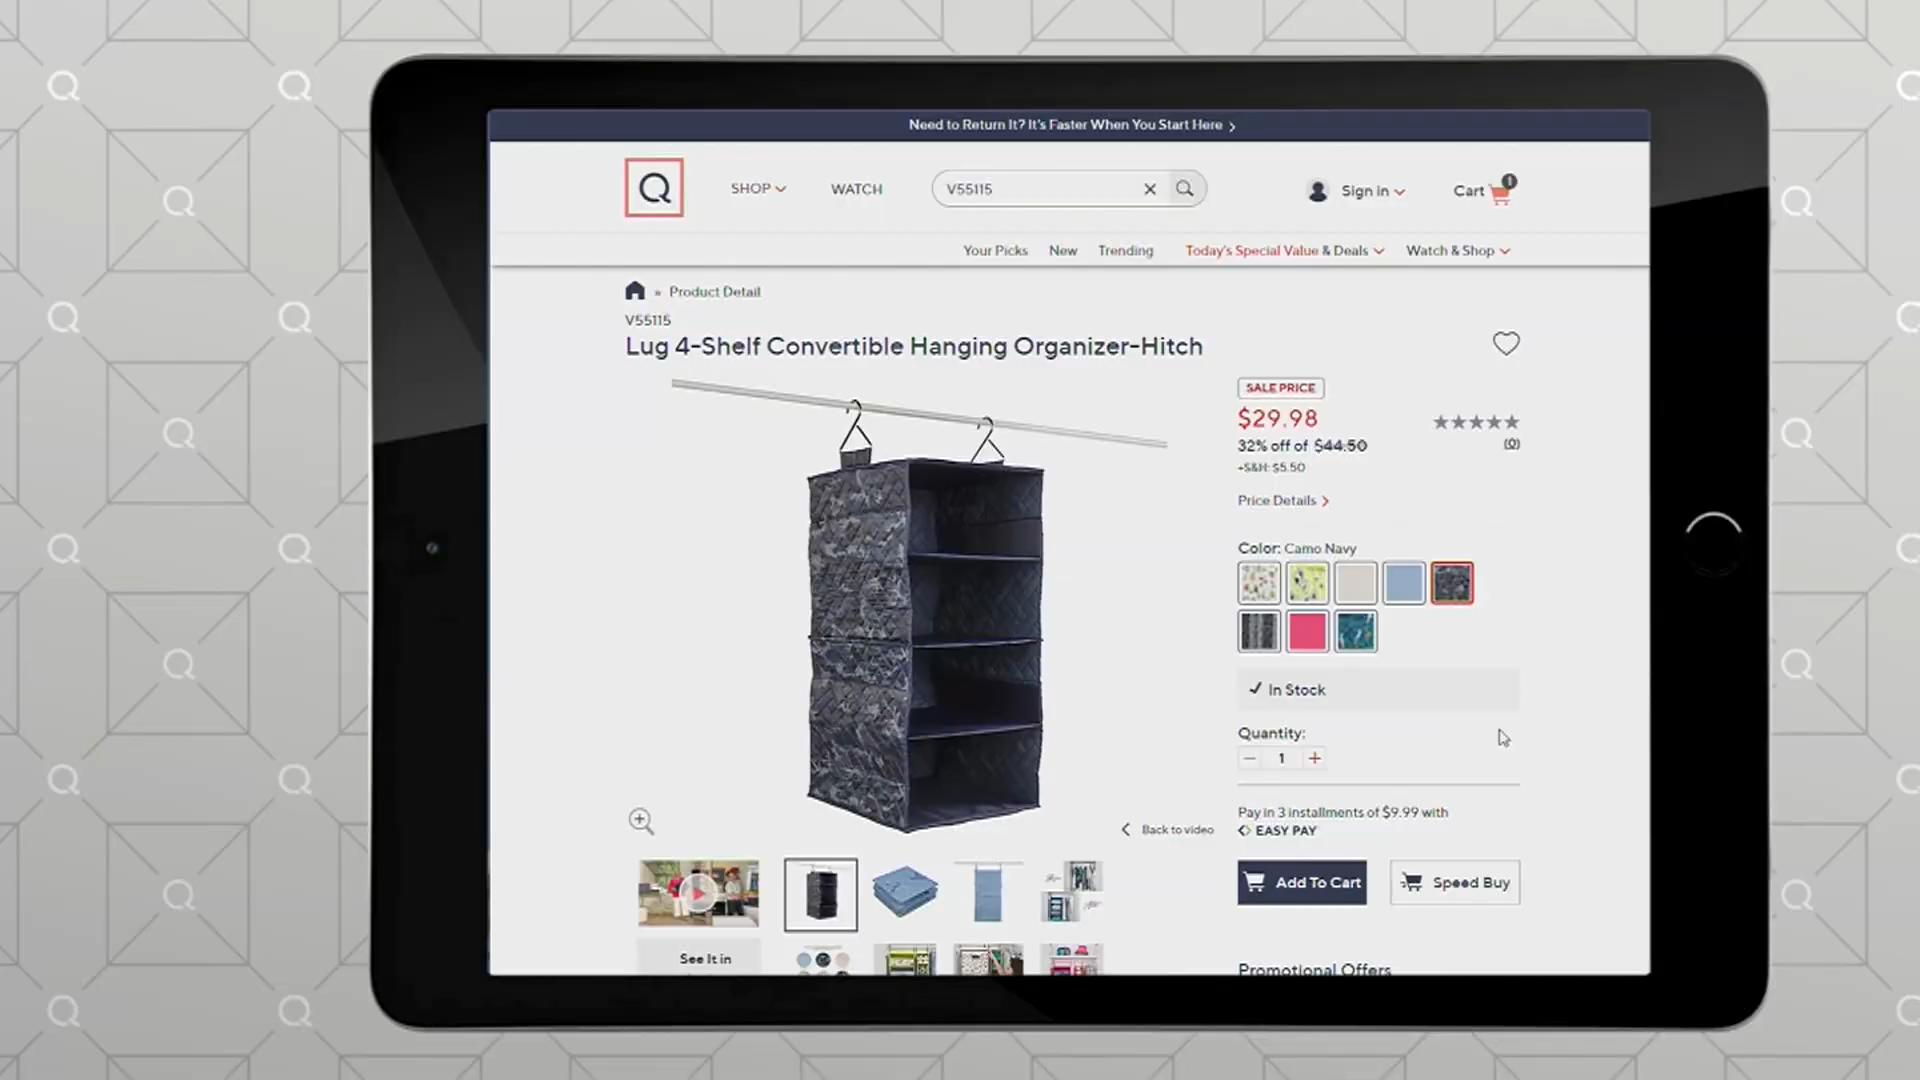 Need to Return It? It's Faster When You Start Here
Q
SHOP
WATCH
V55115
Sign in
Cart
1
Your Picks
New
Trending
Today's Special Value & Deals
Watch & Shop
» Product Detail
V55115
Lug 4-Shelf Convertible Hanging Organizer-Hitch
SALE PRICE
$29.98
32% off of $44.50
(0)
+S&H: $5.50
Price Details
Color: Camo Navy
In Stock
Quantity:
1
Pay in 3 installments of $9.99 with
EASY PAY
Back to video
Add To Cart
Speed Buy
See It in
Promotional Offers